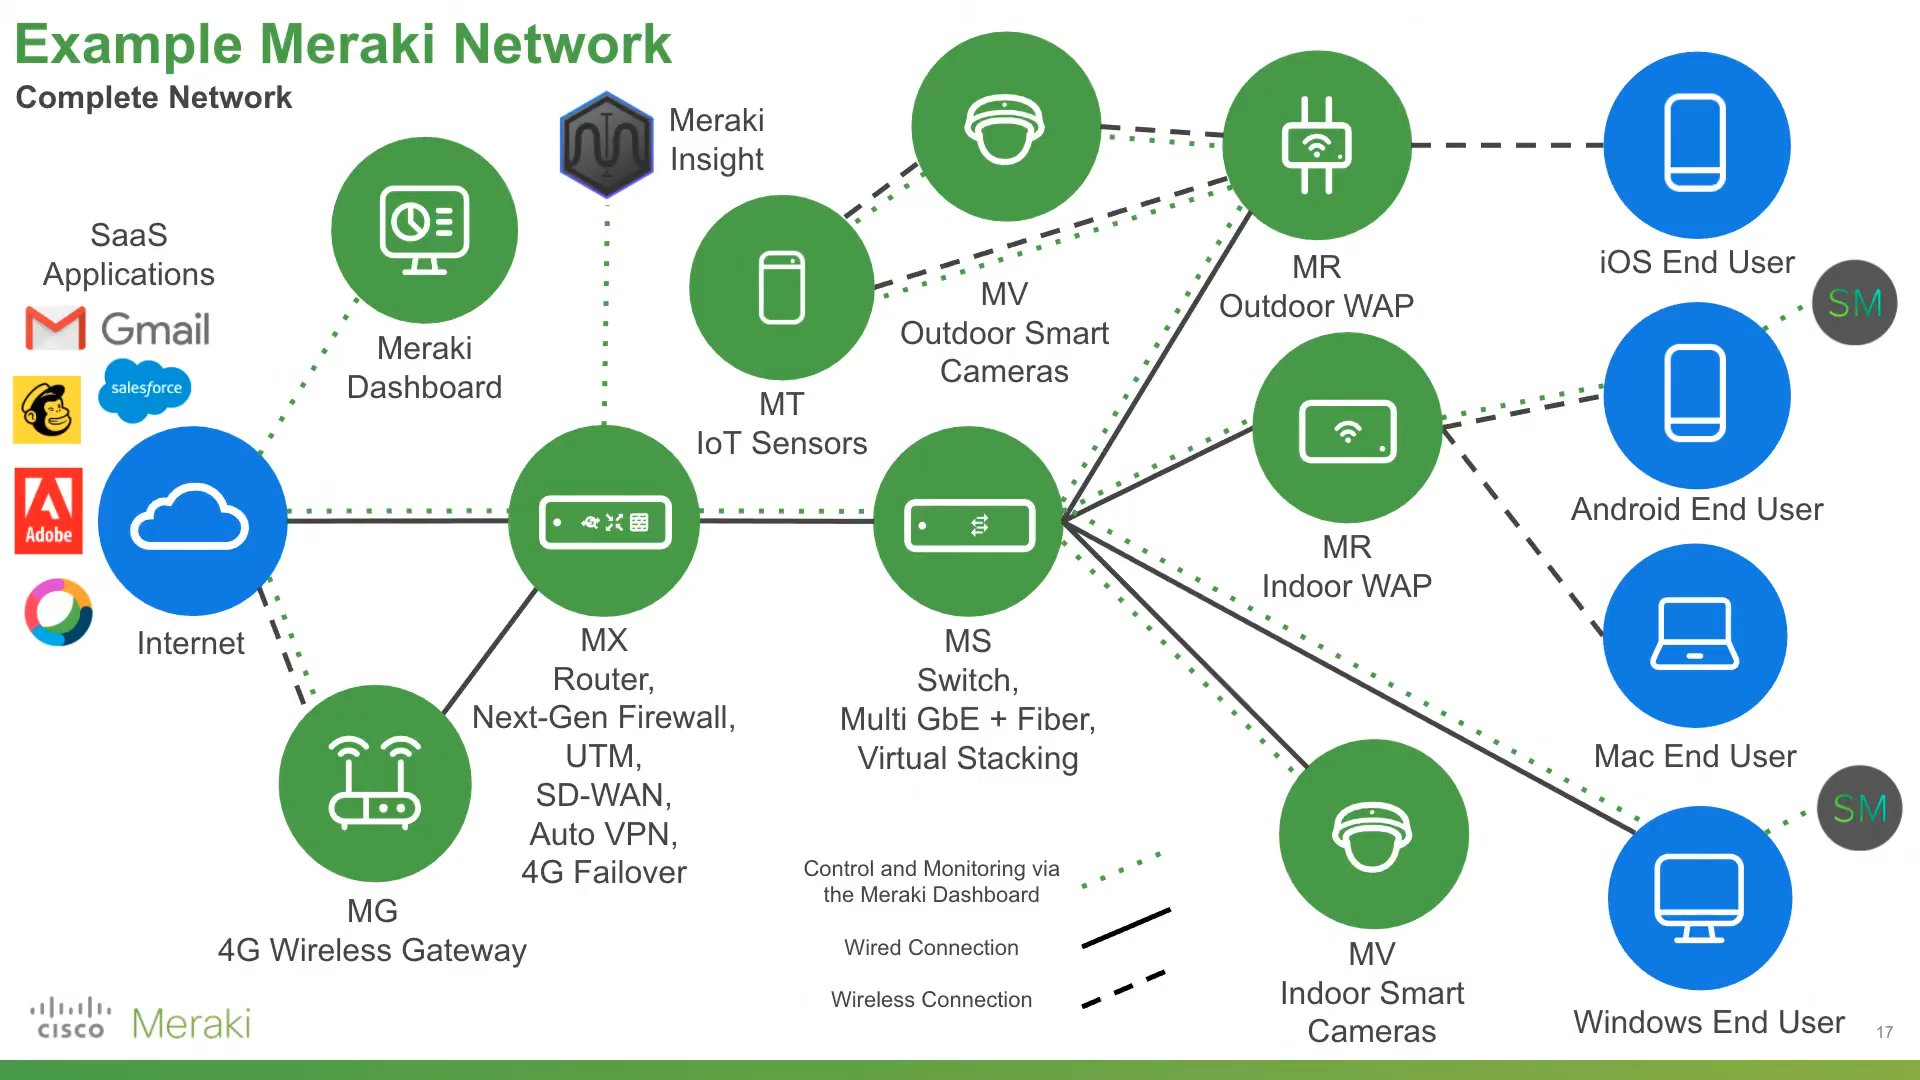 Example Meraki Network
Complete Network
Meraki
Insight
SaaS
Applications
Gmail
salesforce
Adobe
Internet
Meraki
Dashboard
MT
IoT Sensors
MV
Outdoor Smart
Cameras
MR
Outdoor WAP
iOS End User
SM
Android End User
MR
Indoor WAP
Mac End User
SM
Windows End User
MX
Router,
Next-Gen Firewall,
UTM,
SD-WAN,
Auto VPN,
4G Failover
MS
Switch,
Multi GbE + Fiber,
Virtual Stacking
MG
4G Wireless Gateway
Control and Monitoring via
the Meraki Dashboard
Wired Connection
Wireless Connection
MV
Indoor Smart
Cameras
CISCO Meraki
17